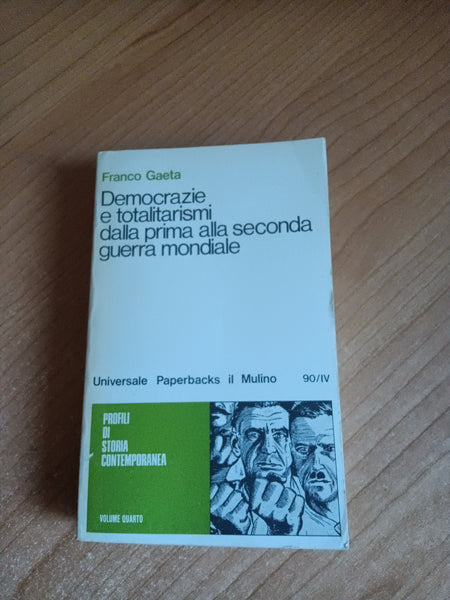 Franco Gaeta
Democrazie
e totalitarismi
dalla prima alla seconda
guerra mondiale
Universale Paperbacks il Mulino 90/IV
PROFILI
DI
STORIA
CONTEMPORANEA
VOLUME QUARTO